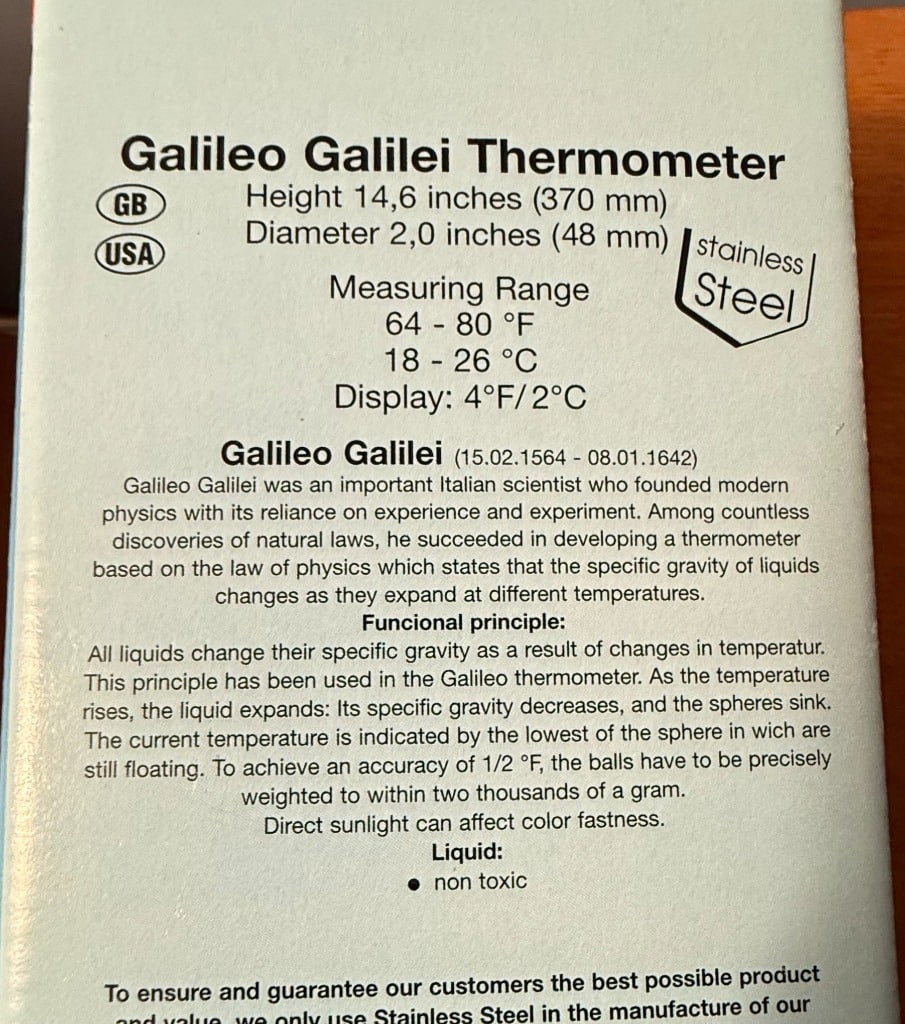 Galileo Galilei Thermometer
GB
USA
Height 14,6 inches (370 mm)
Diameter 2,0 inches (48 mm)
stainless
Steel
Measuring Range
64 - 80 °F
18 - 26 °C
Display: 4°F/2°C
Galileo Galilei (15.02.1564 - 08.01.1642)
Galileo Galilei was an important Italian scientist who founded modern
physics with its reliance on experience and experiment. Among countless
discoveries of natural laws, he succeeded in developing a thermometer
based on the law of physics which states that the specific gravity of liquids
changes as they expand at different temperatures.
Funcional principle:
All liquids change their specific gravity as a result of changes in temperatur.
This principle has been used in the Galileo thermometer. As the temperature
rises, the liquid expands: Its specific gravity decreases, and the spheres sink.
The current temperature is indicated by the lowest of the sphere in wich are
still floating. To achieve an accuracy of 1/2 °F, the balls have to be precisely
weighted to within two thousands of a gram.
Direct sunlight can affect color fastness.
Liquid:
• non toxic
To ensure and guarantee our customers the best possible product
and value, we only use Stainless Steel in the manufacture of our